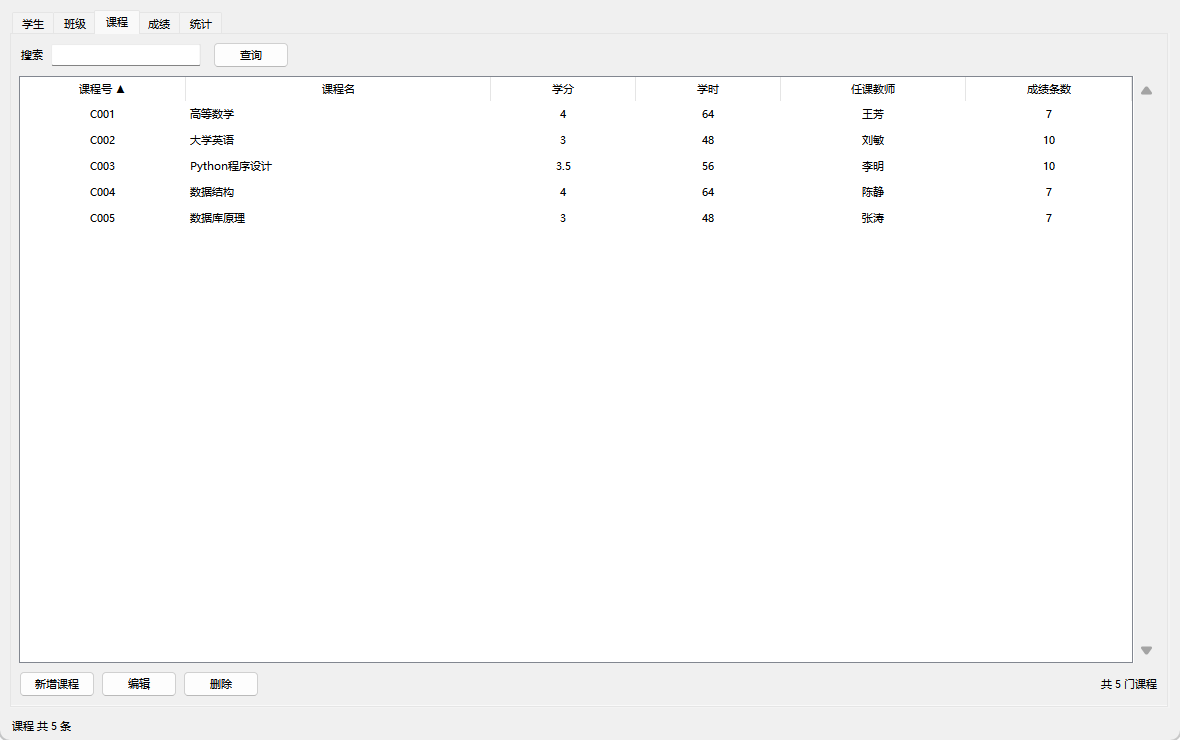 学生 班级 课程 成绩 统计
搜索 查询
课程号 ▲ 课程名 学分 学时 任课教师 成绩条数
C001 高等数学 4 64 王芳 7
C002 大学英语 3 48 刘敏 10
C003 Python程序设计 3.5 56 李明 10
C004 数据结构 4 64 陈静 7
C005 数据库原理 3 48 张涛 7
新增课程 编辑 删除 共 5 门课程
课程 共 5 条